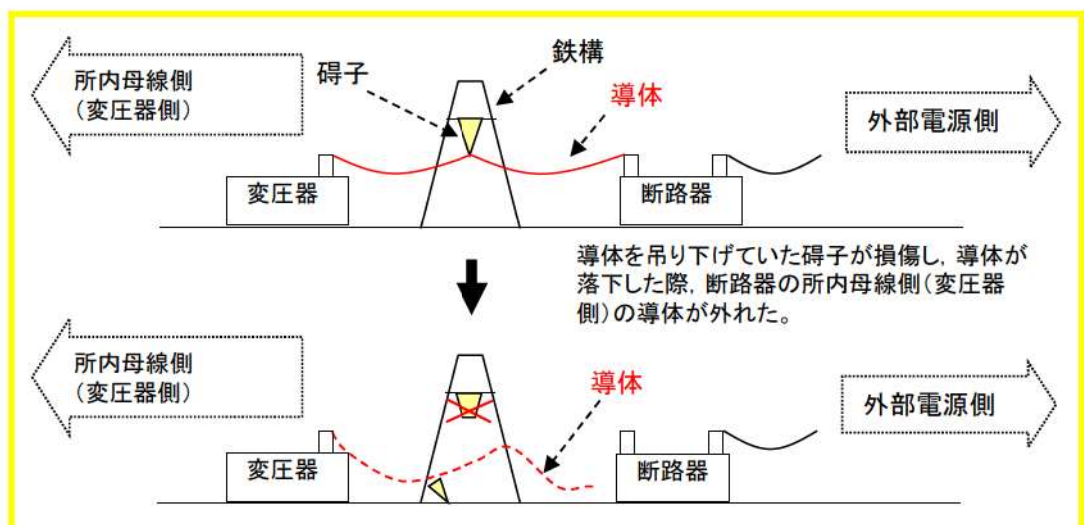 所内母線側
（変圧器側）
碍子
鉄構
導体
外部電源側
変圧器
断路器
導体を吊り下げていた碍子が損傷し，導体が
落下した際，断路器の所内母線側（変圧器
側）の導体が外れた。
所内母線側
（変圧器側）
導体
外部電源側
変圧器
断路器